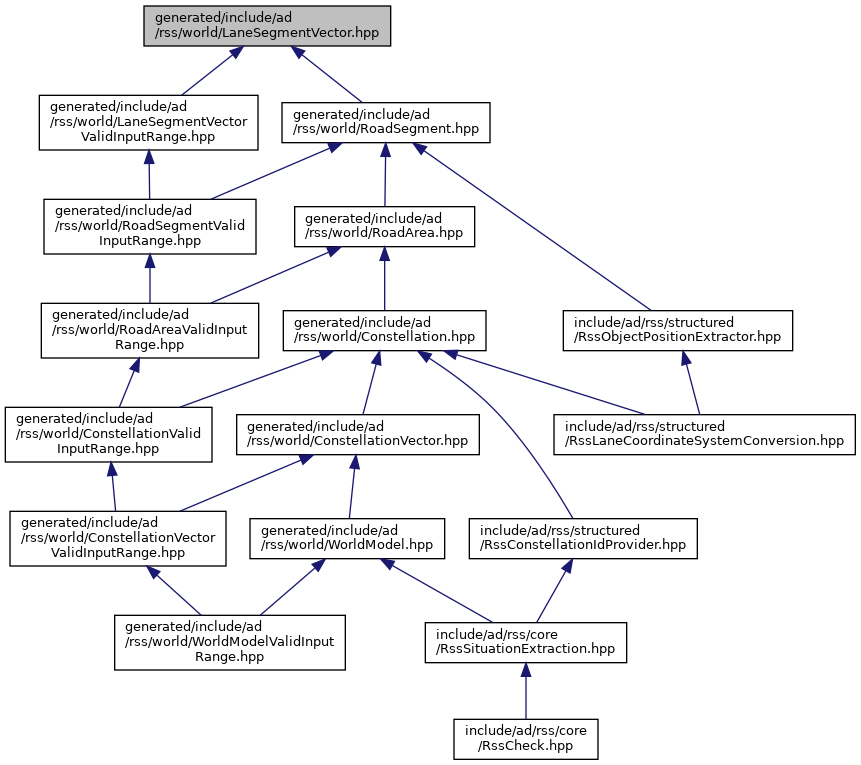 generated/include/ad
/rss/world/LaneSegmentVector.hpp
generated/include/ad
/rss/world/LaneSegmentVector
ValidInputRange.hpp
generated/include/ad
/rss/world/RoadSegment.hpp
generated/include/ad
/rss/world/RoadSegmentValid
InputRange.hpp
generated/include/ad
/rss/world/RoadArea.hpp
generated/include/ad
/rss/world/RoadAreaValidInput
Range.hpp
generated/include/ad
/rss/world/Constellation.hpp
include/ad/rss/structured
/RssObjectPositionExtractor.hpp
generated/include/ad
/rss/world/ConstellationValid
InputRange.hpp
generated/include/ad
/rss/world/ConstellationVector.hpp
include/ad/rss/structured
/RssLaneCoordinateSystemConversion.hpp
generated/include/ad
/rss/world/ConstellationVector
ValidInputRange.hpp
generated/include/ad
/rss/world/WorldModel.hpp
include/ad/rss/structured
/RssConstellationIdProvider.hpp
generated/include/ad
/rss/world/WorldModelValidInput
Range.hpp
include/ad/rss/core
/RssSituationExtraction.hpp
include/ad/rss/core
/RssCheck.hpp